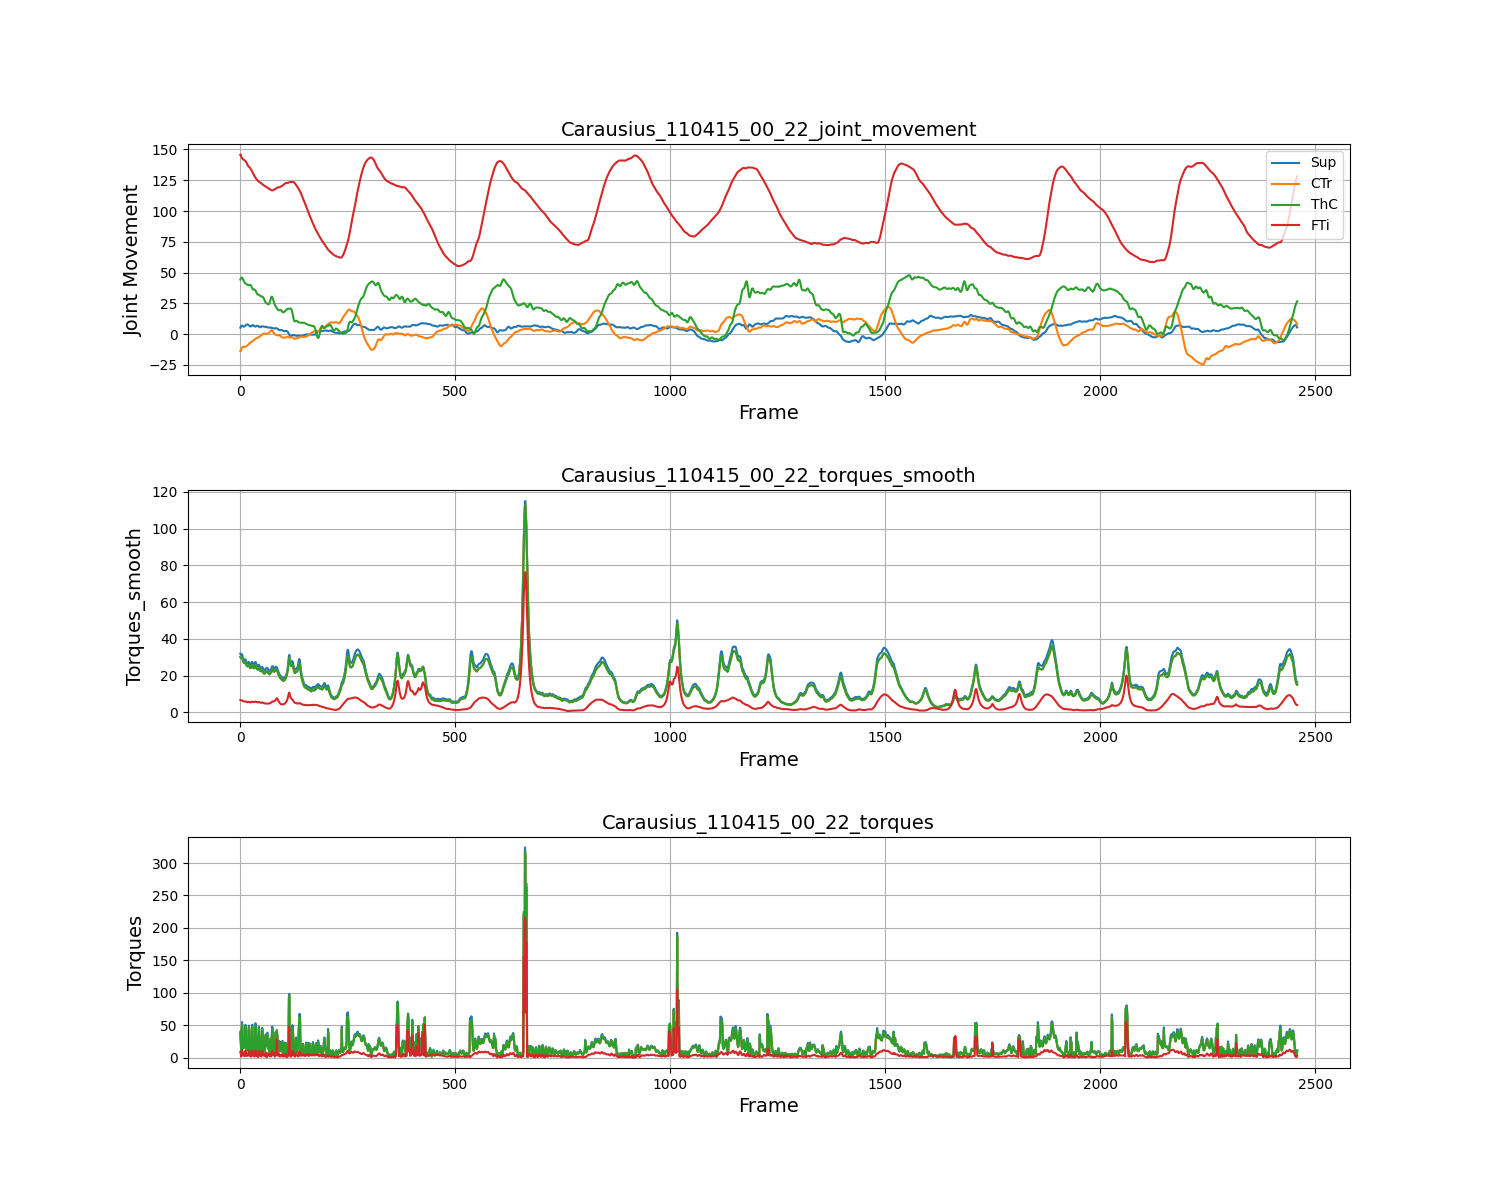 Carausius_110415_00_22_joint_movement
Joint Movement
150
125
100
75
50
25
0
−25
Sup
CTr
ThC
FTi
0 500 1000 1500 2000 2500
Frame
Carausius_110415_00_22_torques_smooth
Torques_smooth
120
100
80
60
40
20
0
0 500 1000 1500 2000 2500
Frame
Carausius_110415_00_22_torques
Torques
300
250
200
150
100
50
0
0 500 1000 1500 2000 2500
Frame